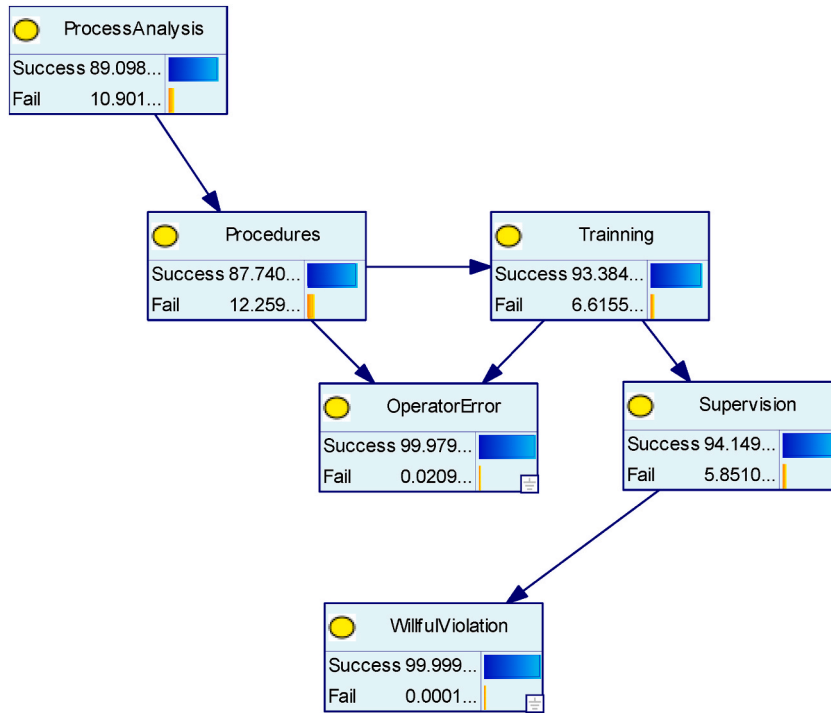 ProcessAnalysis
Success 89.098...
Fail 10.901...
Procedures
Success 87.740...
Fail 12.259...
Trainning
Success 93.384...
Fail 6.6155...
OperatorError
Success 99.979...
Fail 0.0209...
Supervision
Success 94.149...
Fail 5.8510...
WillfulViolation
Success 99.999...
Fail 0.0001...